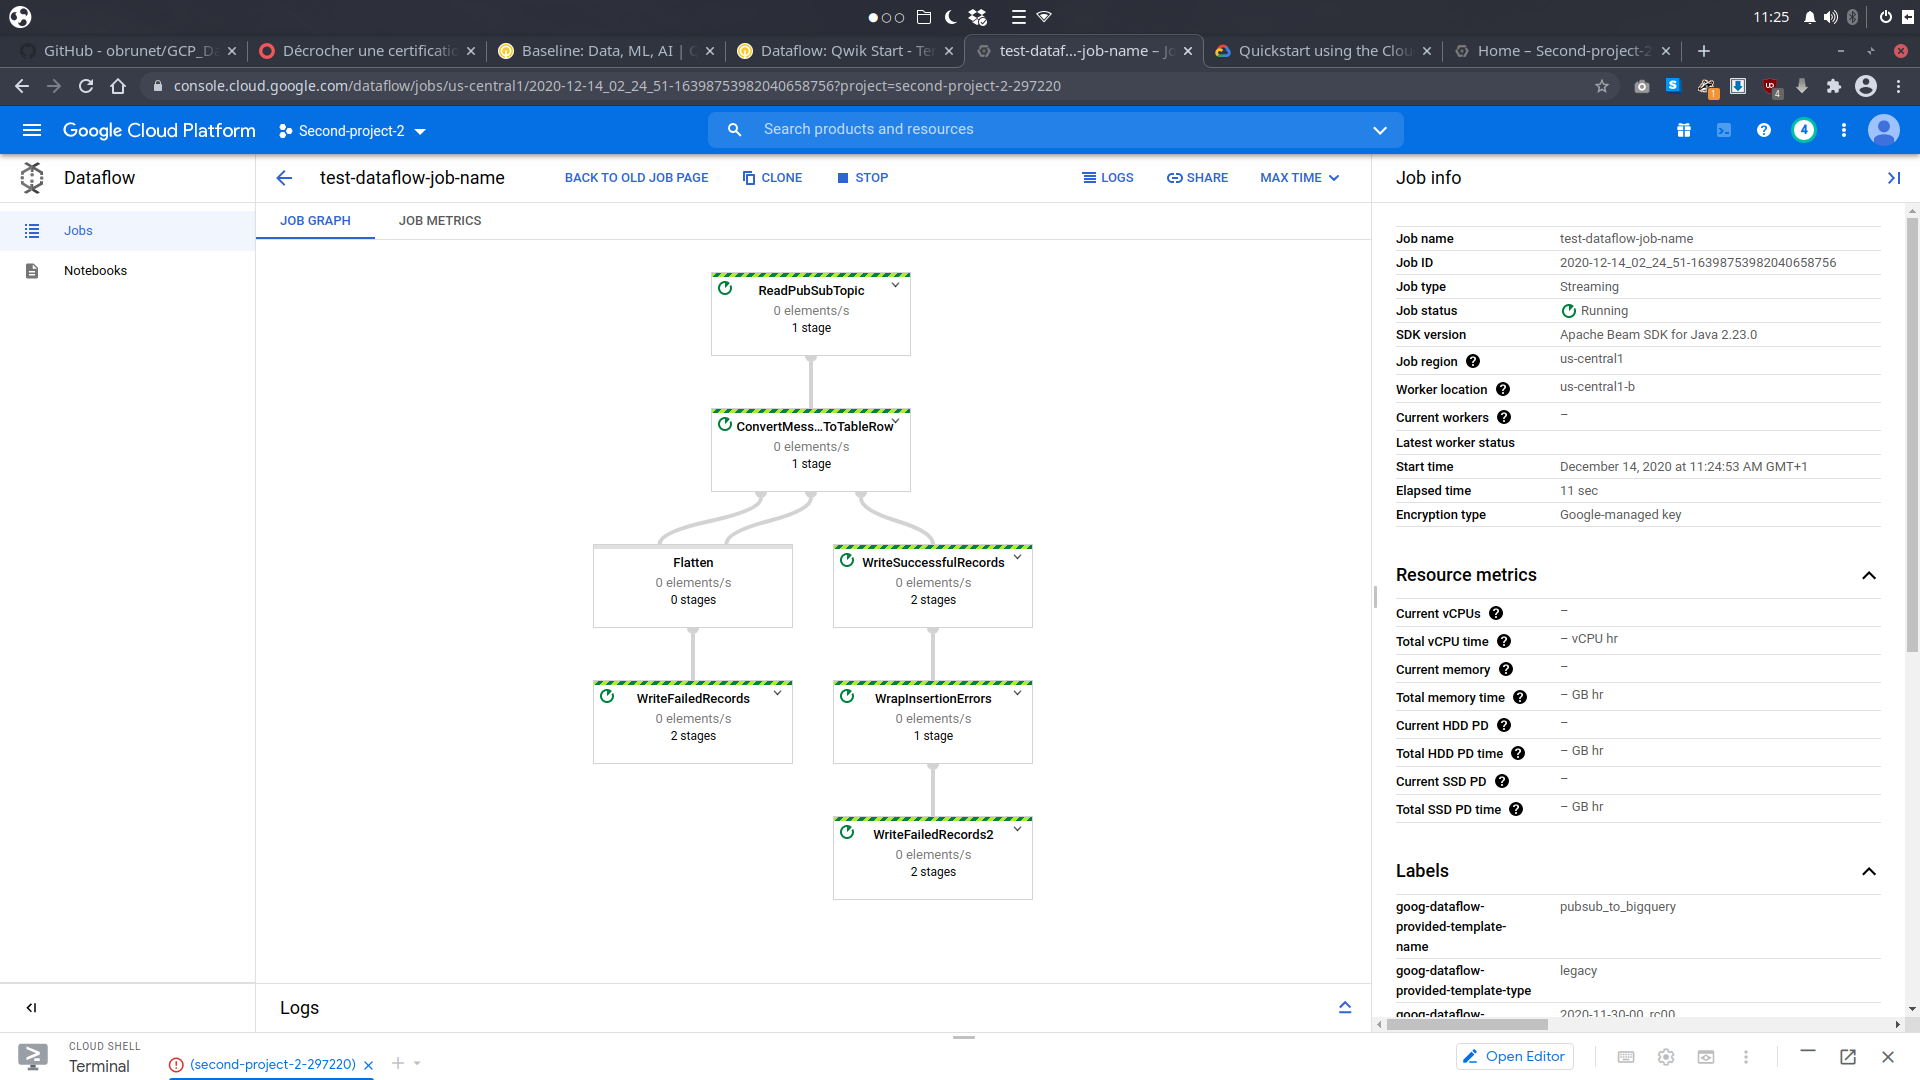 11:25
GitHub - obrunet/GCP_Da
Décrocher une certificatio
Baseline: Data, ML, AI | Q
Dataflow: Qwik Start - Tem
test-dataf...-job-name – Jo
Quickstart using the Clou
Home – Second-project-2
console.cloud.google.com/dataflow/jobs/us-central1/2020-12-14_02_24_51-16398753982040658756?project=second-project-2-297220
1
4
Google Cloud Platform
Second-project-2
Search products and resources
4
Dataflow
test-dataflow-job-name
BACK TO OLD JOB PAGE
CLONE
STOP
LOGS
SHARE
MAX TIME
Job info
Jobs
Notebooks
JOB GRAPH
JOB METRICS
ReadPubSubTopic
0 elements/s
1 stage
ConvertMess...ToTableRow
0 elements/s
1 stage
Flatten
0 elements/s
0 stages
WriteSuccessfulRecords
0 elements/s
2 stages
WriteFailedRecords
0 elements/s
2 stages
WrapInsertionErrors
0 elements/s
1 stage
WriteFailedRecords2
0 elements/s
2 stages
Job name test-dataflow-job-name
Job ID 2020-12-14_02_24_51-16398753982040658756
Job type Streaming
Job status Running
SDK version Apache Beam SDK for Java 2.23.0
Job region us-central1
Worker location us-central1-b
Current workers –
Latest worker status
Start time December 14, 2020 at 11:24:53 AM GMT+1
Elapsed time 11 sec
Encryption type Google-managed key
Resource metrics
Current vCPUs –
Total vCPU time – vCPU hr
Current memory –
Total memory time – GB hr
Current HDD PD –
Total HDD PD time – GB hr
Current SSD PD –
Total SSD PD time – GB hr
Labels
goog-dataflow- pubsub_to_bigquery
provided-template-
name
goog-dataflow- legacy
provided-template-type
goog-dataflow- 2020-11-30-00_rc00
Logs
CLOUD SHELL
Terminal
(second-project-2-297220)
Open Editor